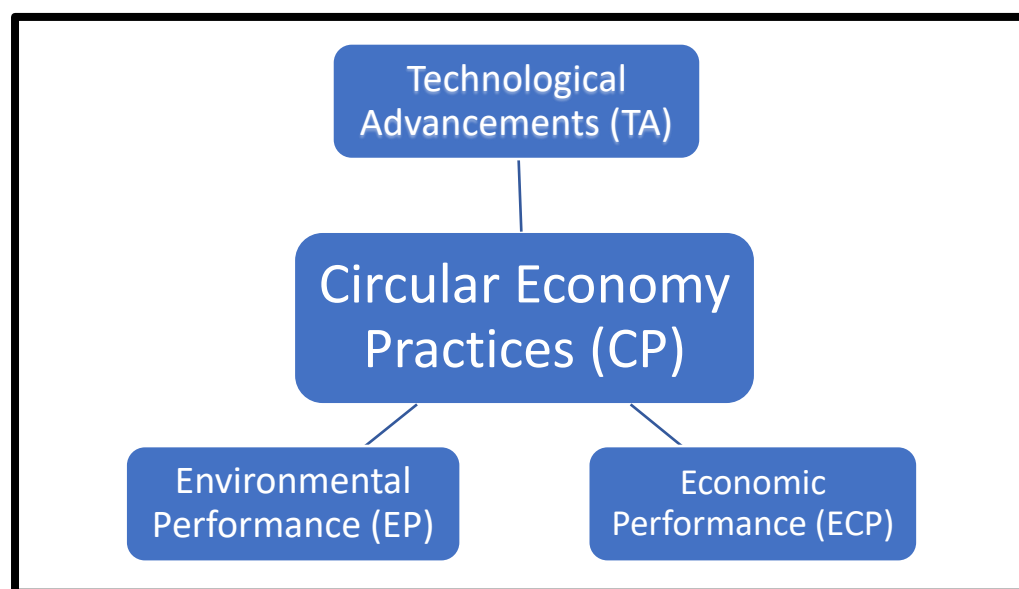 Technological
Advancements (TA)
Circular Economy
Practices (CP)
Environmental
Performance (EP)
Economic
Performance (ECP)